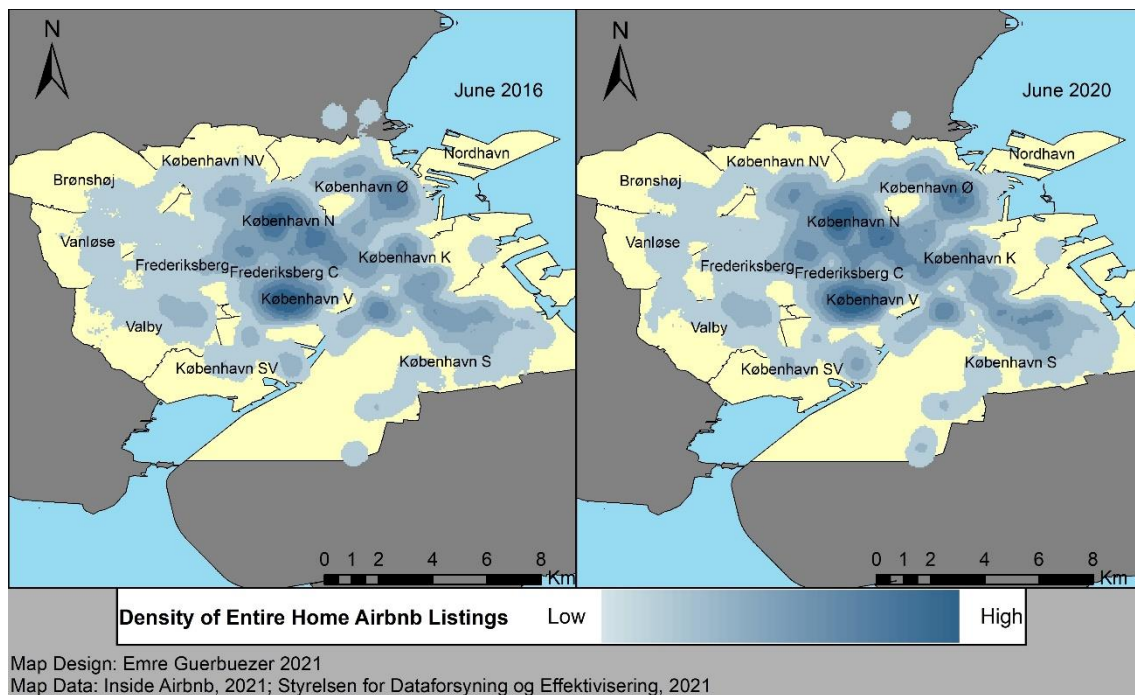 N
June 2016
København NV
Nordhavn
Brønshøj
København Ø
København N
Vanløse
København K
Frederiksberg
Frederiksberg C
København V
Valby
København S
København SV
0 1 2 4 6 8
Km
N
June 2020
København NV
Nordhavn
Brønshøj
København Ø
København N
Vanløse
København K
Frederiksberg
Frederiksberg C
København V
Valby
København S
København SV
0 1 2 4 6 8
Km
Density of Entire Home Airbnb Listings Low High
Map Design: Emre Guerbuezer 2021
Map Data: Inside Airbnb, 2021; Styrelsen for Dataforsyning og Effektivisering, 2021